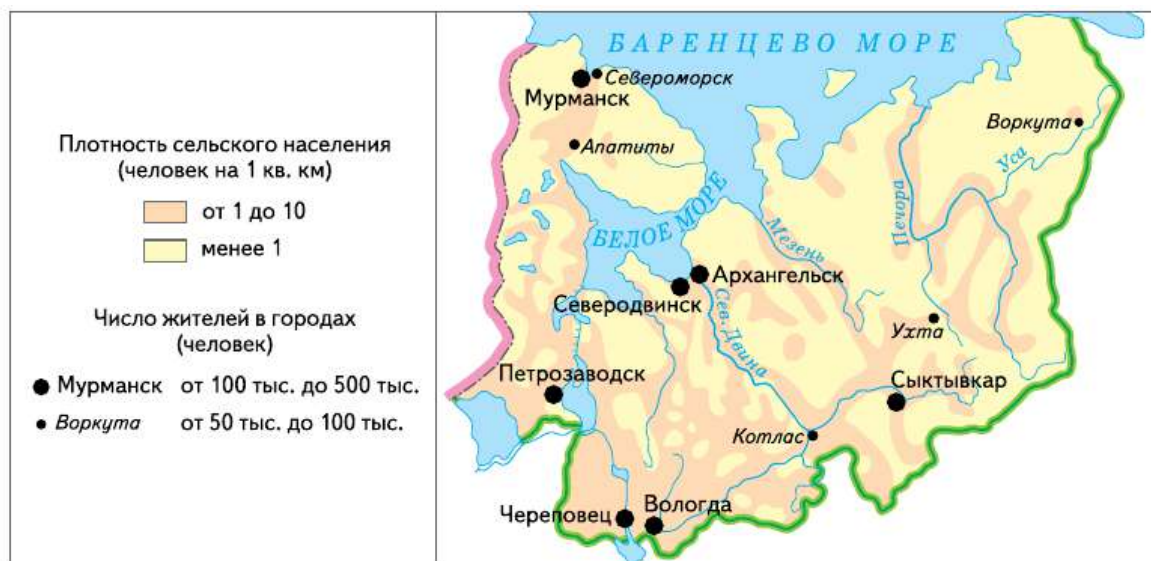 Плотность сельского населения
(человек на 1 кв. км)
от 1 до 10
менее 1
Число жителей в городах
(человек)
Мурманск от 100 тыс. до 500 тыс.
Воркута от 50 тыс. до 100 тыс.
БАРЕНЦЕВО МОРЕ
Североморск
Мурманск
Воркута
Апатиты
Уса
Печора
БЕЛОЕ МОРЕ
Мезень
Архангельск
Северодвинск
Сев. Двина
Ухта
Петрозаводск
Сыктывкар
Котлас
Череповец
Вологда